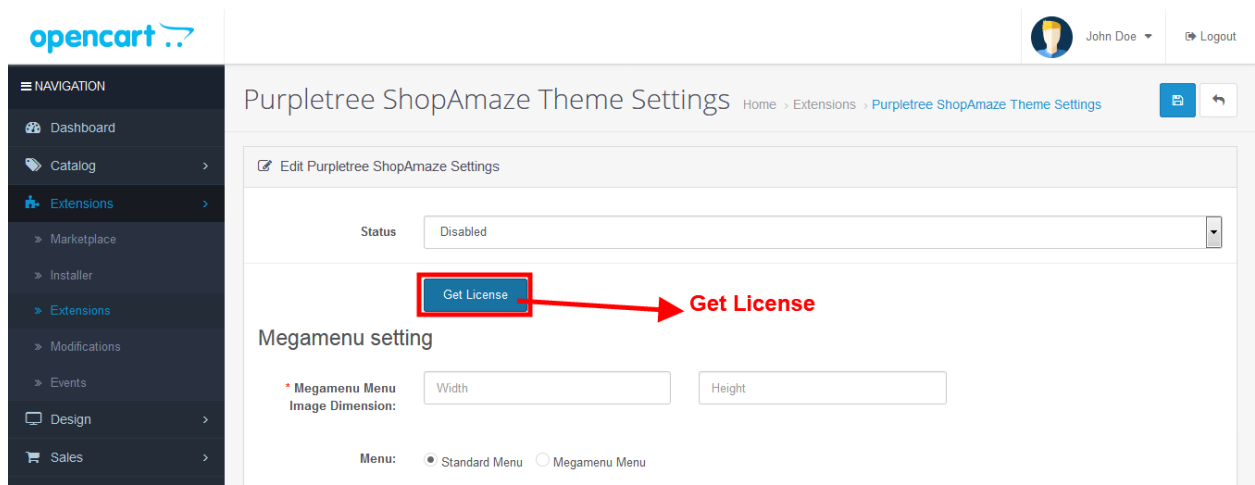 opencart
John Doe
Logout
NAVIGATION
Purpletree ShopAmaze Theme Settings
Home › Extensions › Purpletree ShopAmaze Theme Settings
Dashboard
Catalog
Edit Purpletree ShopAmaze Settings
Extensions
Status
Disabled
Marketplace
Installer
Get License
Get License
Extensions
Megamenu setting
Modifications
Events
* Megamenu Menu
Image Dimension:
Width
Height
Design
Sales
Menu:
Standard Menu
Megamenu Menu